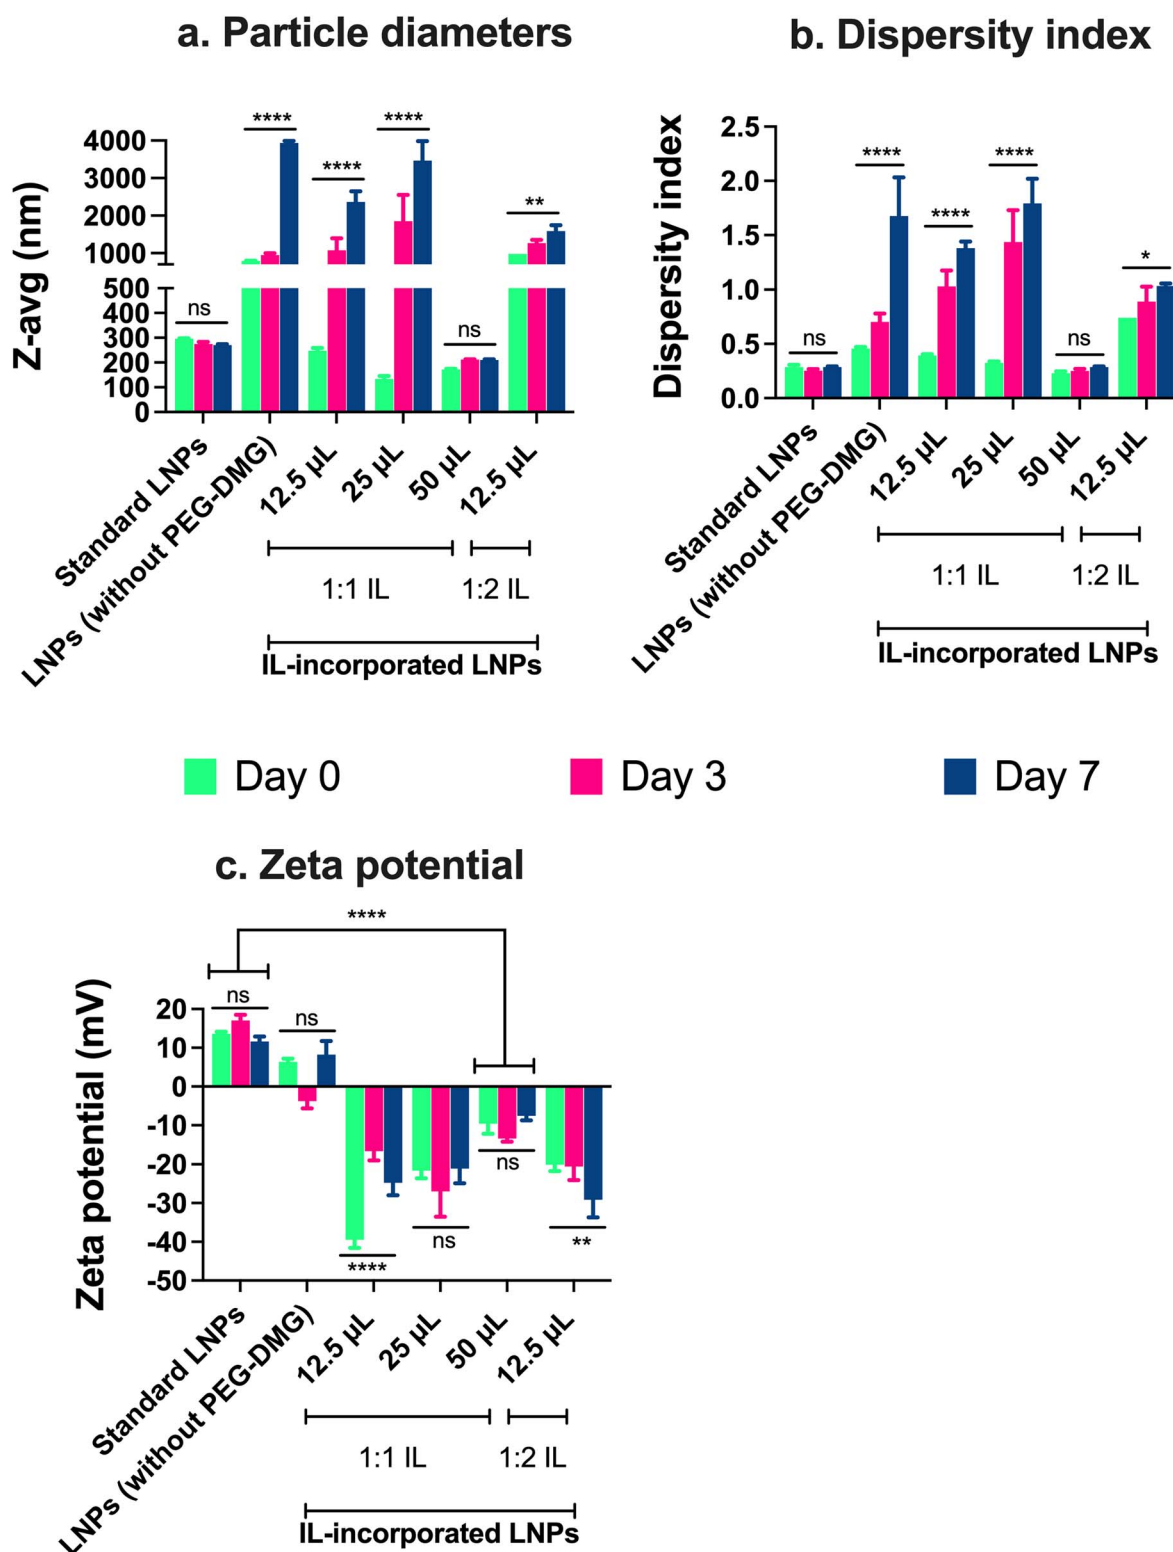 a. Particle diameters
Z-avg (nm)
4000
3000
2000
1000
500
400
300
200
100
0
ns
****
****
****
ns
**
Standard LNPs
LNPs (without PEG-DMG)
12.5 µL
25 µL
50 µL
12.5 µL
1:1 IL
1:2 IL
IL-incorporated LNPs
b. Dispersity index
Dispersity index
2.5
2.0
1.5
1.0
0.5
0.0
ns
****
****
****
ns
*
Standard LNPs
LNPs (without PEG-DMG)
12.5 µL
25 µL
50 µL
12.5 µL
1:1 IL
1:2 IL
IL-incorporated LNPs
Day 0
Day 3
Day 7
c. Zeta potential
Zeta potential (mV)
20
10
0
-10
-20
-30
-40
-50
****
ns
ns
****
ns
ns
**
Standard LNPs
LNPs (without PEG-DMG)
12.5 µL
25 µL
50 µL
12.5 µL
1:1 IL
1:2 IL
IL-incorporated LNPs